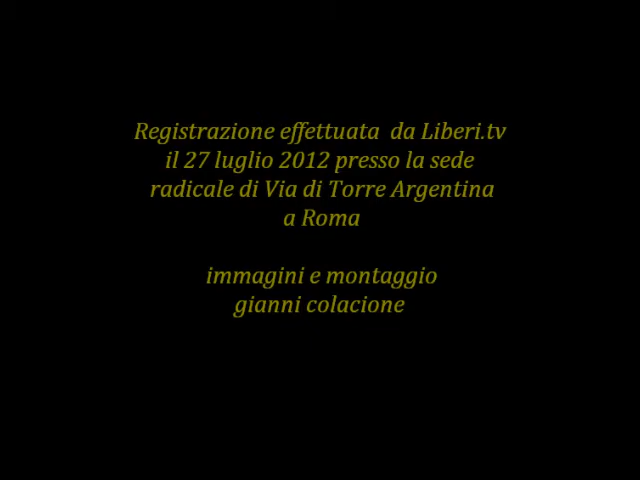 Registrazione effettuata da Liberi.tv
il 27 luglio 2012 presso la sede
radicale di Via di Torre Argentina
a Roma
immagini e montaggio
gianni colacione